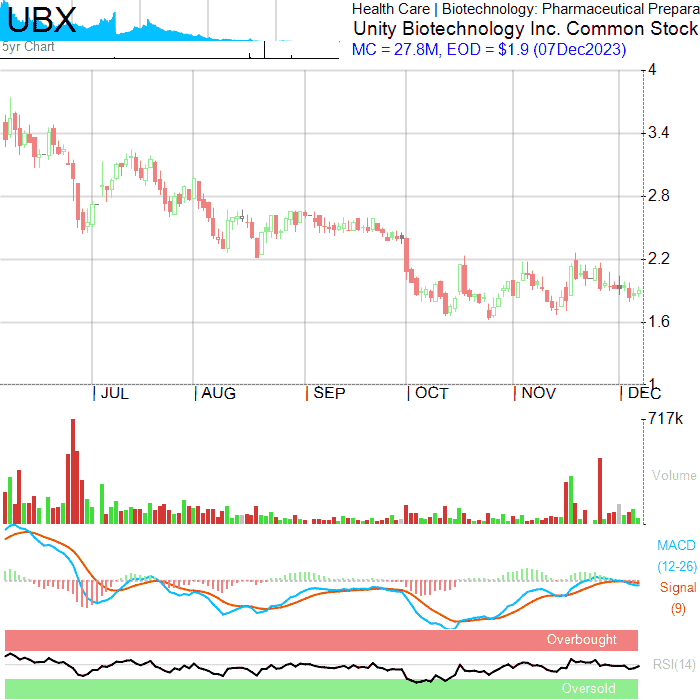 UBX
5yr Chart
Health Care | Biotechnology: Pharmaceutical Prepara
Unity Biotechnology Inc. Common Stock
MC = 27.8M, EOD = $1.9 (07Dec2023)
4
3.4
2.8
2.2
1.6
1
JUL AUG SEP OCT NOV DEC
717k
Volume
MACD
(12-26)
Signal
(9)
Overbought
RSI(14)
Oversold